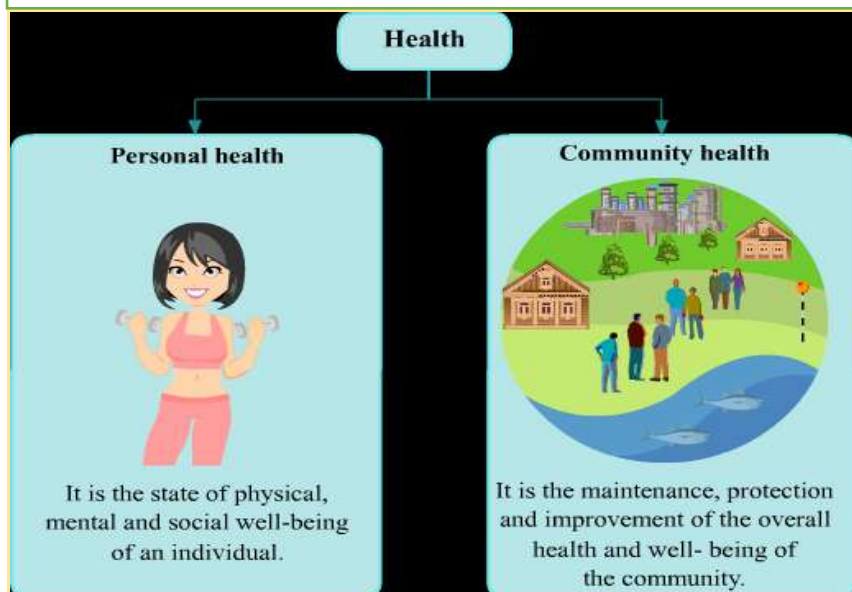 Health
Personal health
It is the state of physical,
mental and social well-being
of an individual.
Community health
It is the maintenance, protection
and improvement of the overall
health and well- being of
the community.